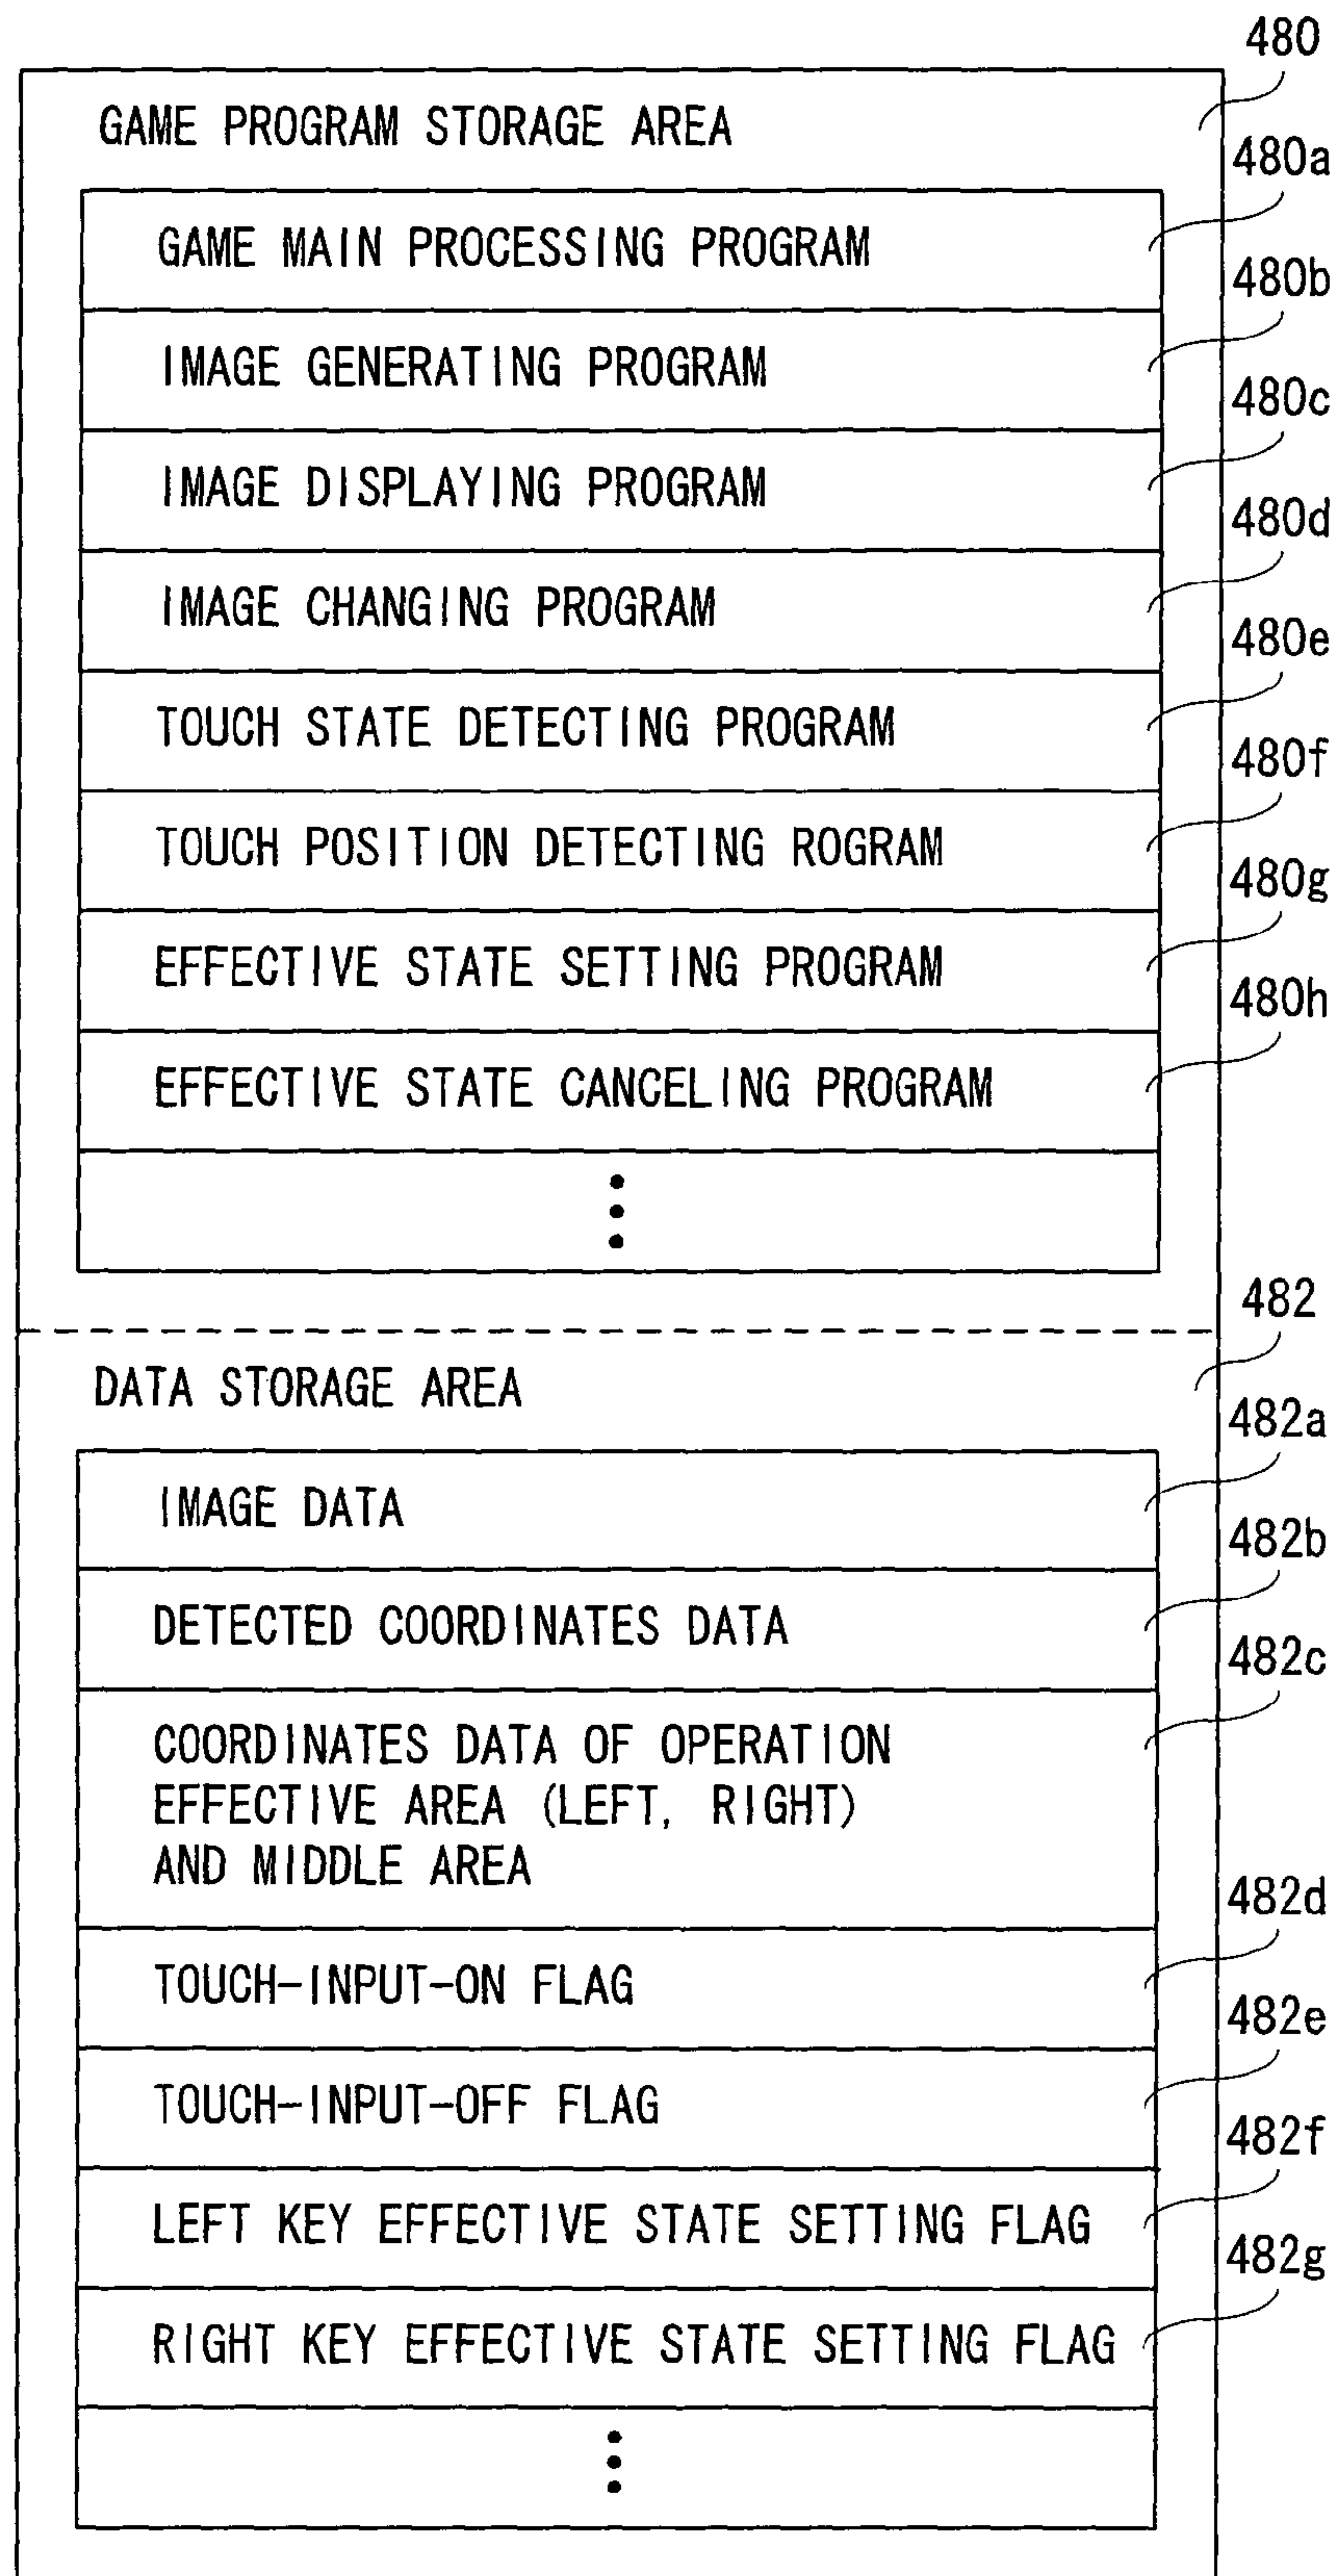 480
GAME PROGRAM STORAGE AREA
480a
GAME MAIN PROCESSING PROGRAM
480b
IMAGE GENERATING PROGRAM
480c
IMAGE DISPLAYING PROGRAM
480d
IMAGE CHANGING PROGRAM
480e
TOUCH STATE DETECTING PROGRAM
480f
TOUCH POSITION DETECTING ROGRAM
480g
EFFECTIVE STATE SETTING PROGRAM
480h
EFFECTIVE STATE CANCELING PROGRAM
482
DATA STORAGE AREA
482a
IMAGE DATA
482b
DETECTED COORDINATES DATA
482c
COORDINATES DATA OF OPERATION
EFFECTIVE AREA (LEFT, RIGHT)
AND MIDDLE AREA
482d
TOUCH-INPUT-ON FLAG
482e
TOUCH-INPUT-OFF FLAG
482f
LEFT KEY EFFECTIVE STATE SETTING FLAG
482g
RIGHT KEY EFFECTIVE STATE SETTING FLAG